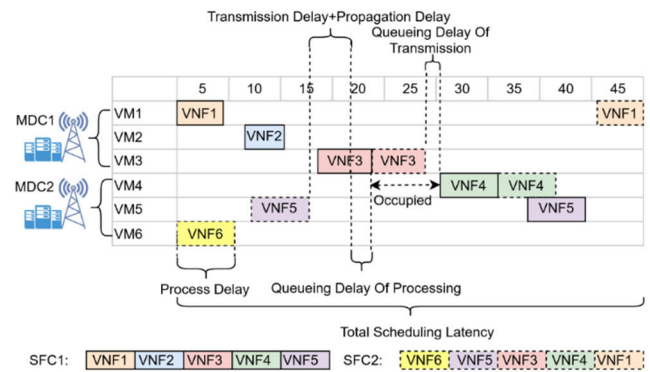 Transmission Delay+Propagation Delay
Queueing Delay Of
Transmission
5 10 15 20 25 30 35 40 45
MDC1
VM1 VNF1 VNF1
VM2 VNF2
VM3 VNF3 VNF3
MDC2
VM4 VNF4 VNF4
Occupied
VM5 VNF5 VNF5
VM6 VNF6
Process Delay
Queueing Delay Of Processing
Total Scheduling Latency
SFC1: VNF1 VNF2 VNF3 VNF4 VNF5 SFC2: VNF6 VNF5 VNF3 VNF4 VNF1